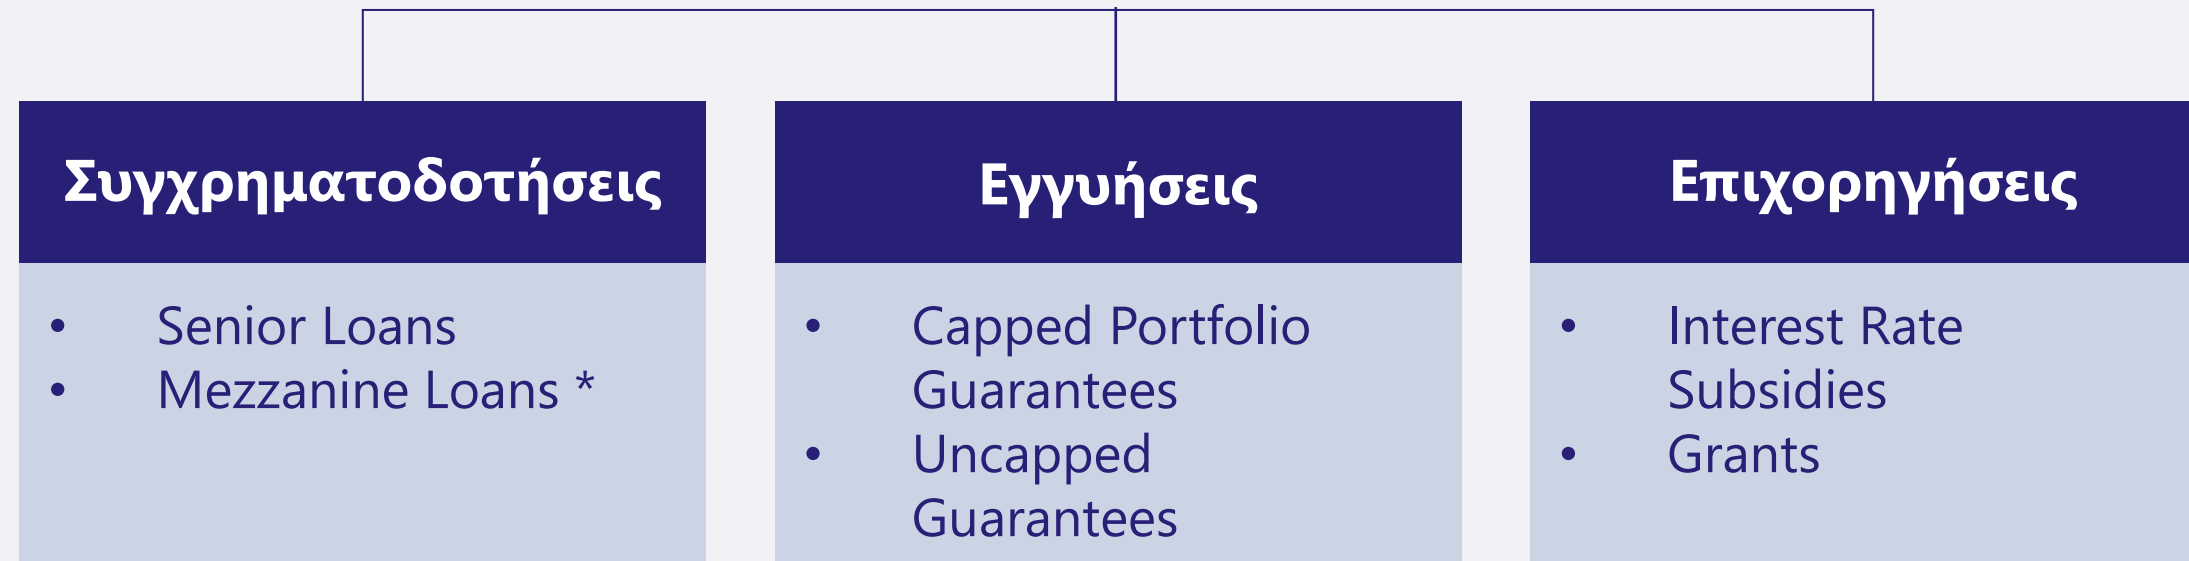 Συγχρηματοδοτήσεις
• Senior Loans
• Mezzanine Loans *
Εγγυήσεις
• Capped Portfolio
Guarantees
• Uncapped
Guarantees
Επιχορηγήσεις
• Interest Rate
Subsidies
• Grants